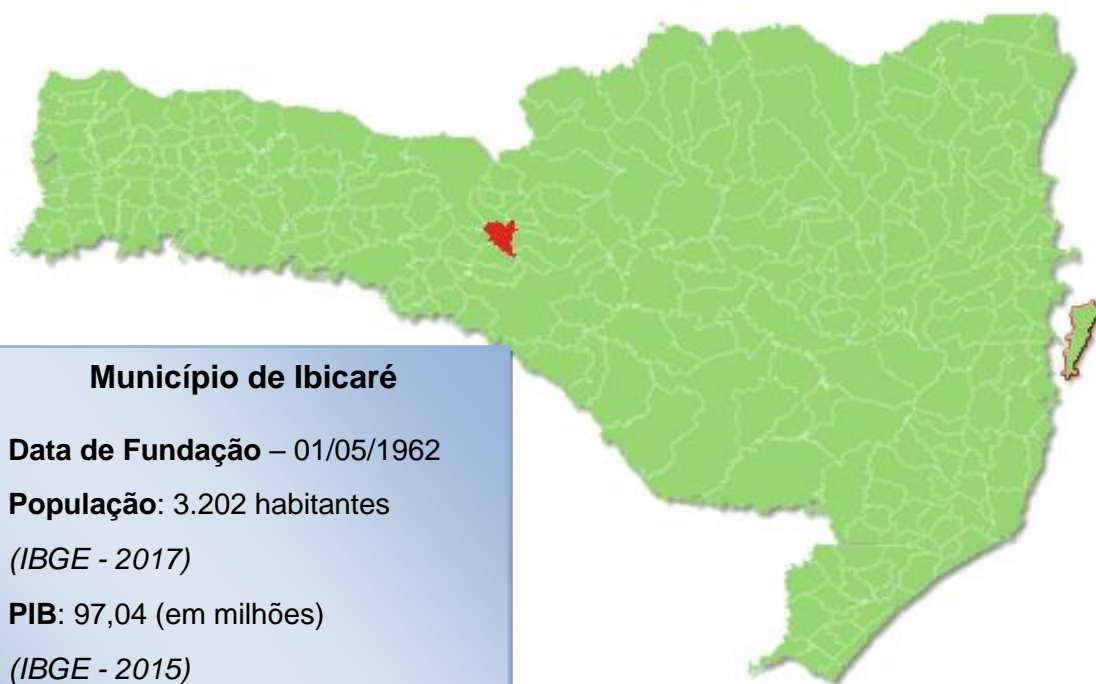 Município de Ibicaré
Data de Fundação – 01/05/1962
População: 3.202 habitantes
(IBGE - 2017)
PIB: 97,04 (em milhões)
(IBGE - 2015)